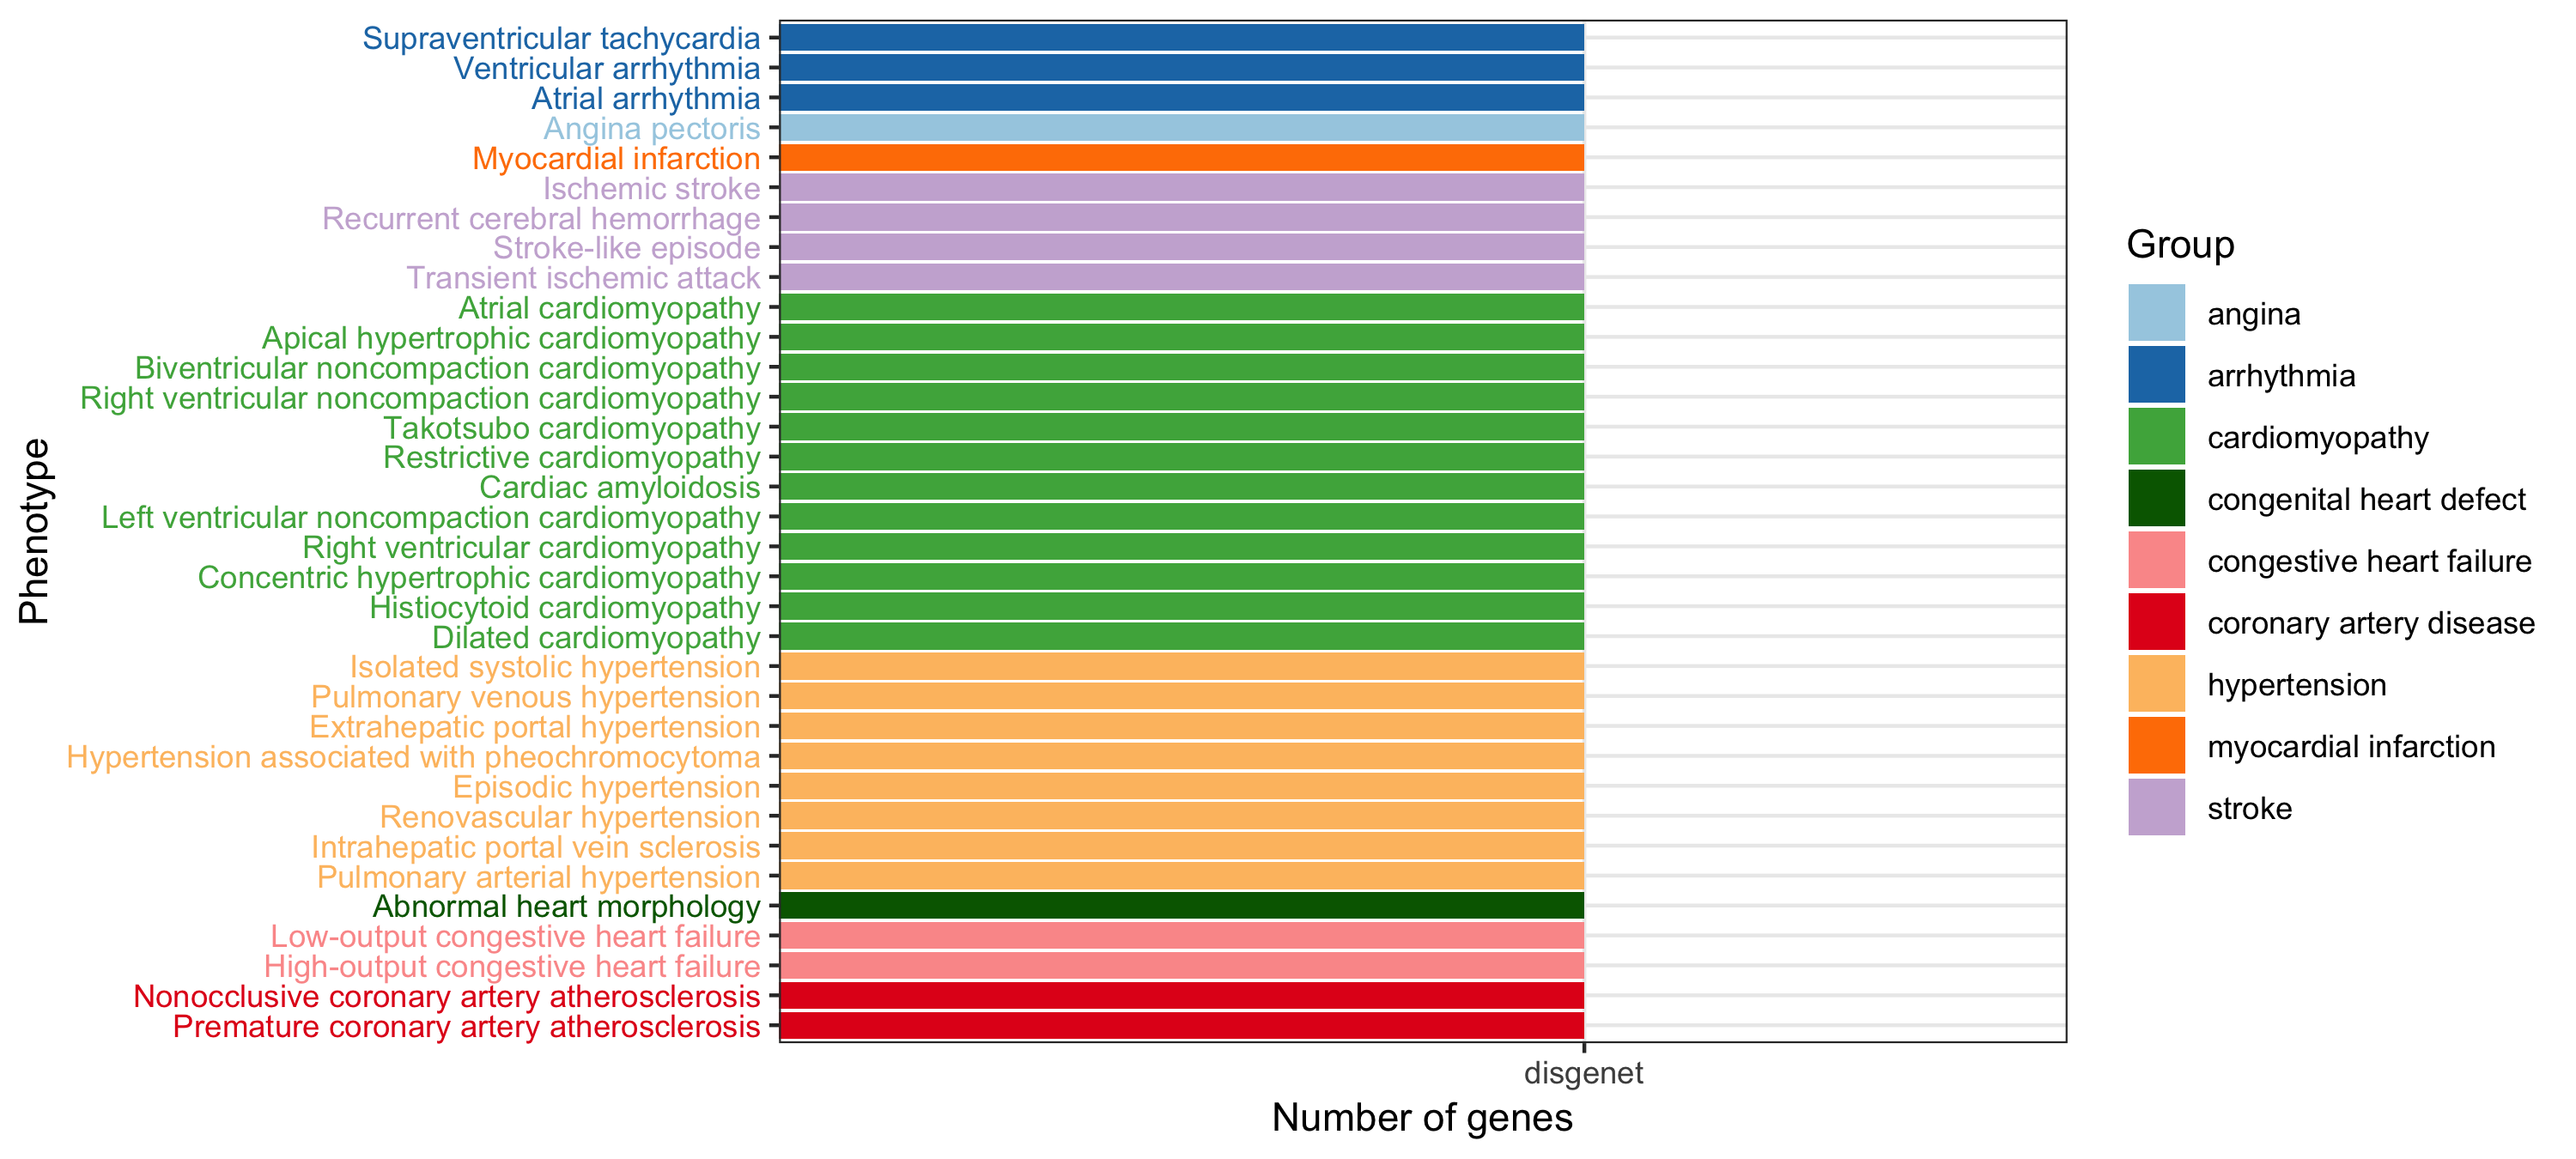 Supraventricular tachycardia
Ventricular arrhythmia
Atrial arrhythmia
Angina pectoris
Myocardial infarction
Ischemic stroke
Recurrent cerebral hemorrhage
Stroke-like episode
Transient ischemic attack
Atrial cardiomyopathy
Apical hypertrophic cardiomyopathy
Biventricular noncompaction cardiomyopathy
Right ventricular noncompaction cardiomyopathy
Takotsubo cardiomyopathy
Restrictive cardiomyopathy
Cardiac amyloidosis
Left ventricular noncompaction cardiomyopathy
Right ventricular cardiomyopathy
Concentric hypertrophic cardiomyopathy
Histiocytoid cardiomyopathy
Dilated cardiomyopathy
Isolated systolic hypertension
Pulmonary venous hypertension
Extrahepatic portal hypertension
Hypertension associated with pheochromocytoma
Episodic hypertension
Renovascular hypertension
Intrahepatic portal vein sclerosis
Pulmonary arterial hypertension
Abnormal heart morphology
Low-output congestive heart failure
High-output congestive heart failure
Nonocclusive coronary artery atherosclerosis
Premature coronary artery atherosclerosis
Phenotype
disgenet
Number of genes
Group
angina
arrhythmia
cardiomyopathy
congenital heart defect
congestive heart failure
coronary artery disease
hypertension
myocardial infarction
stroke